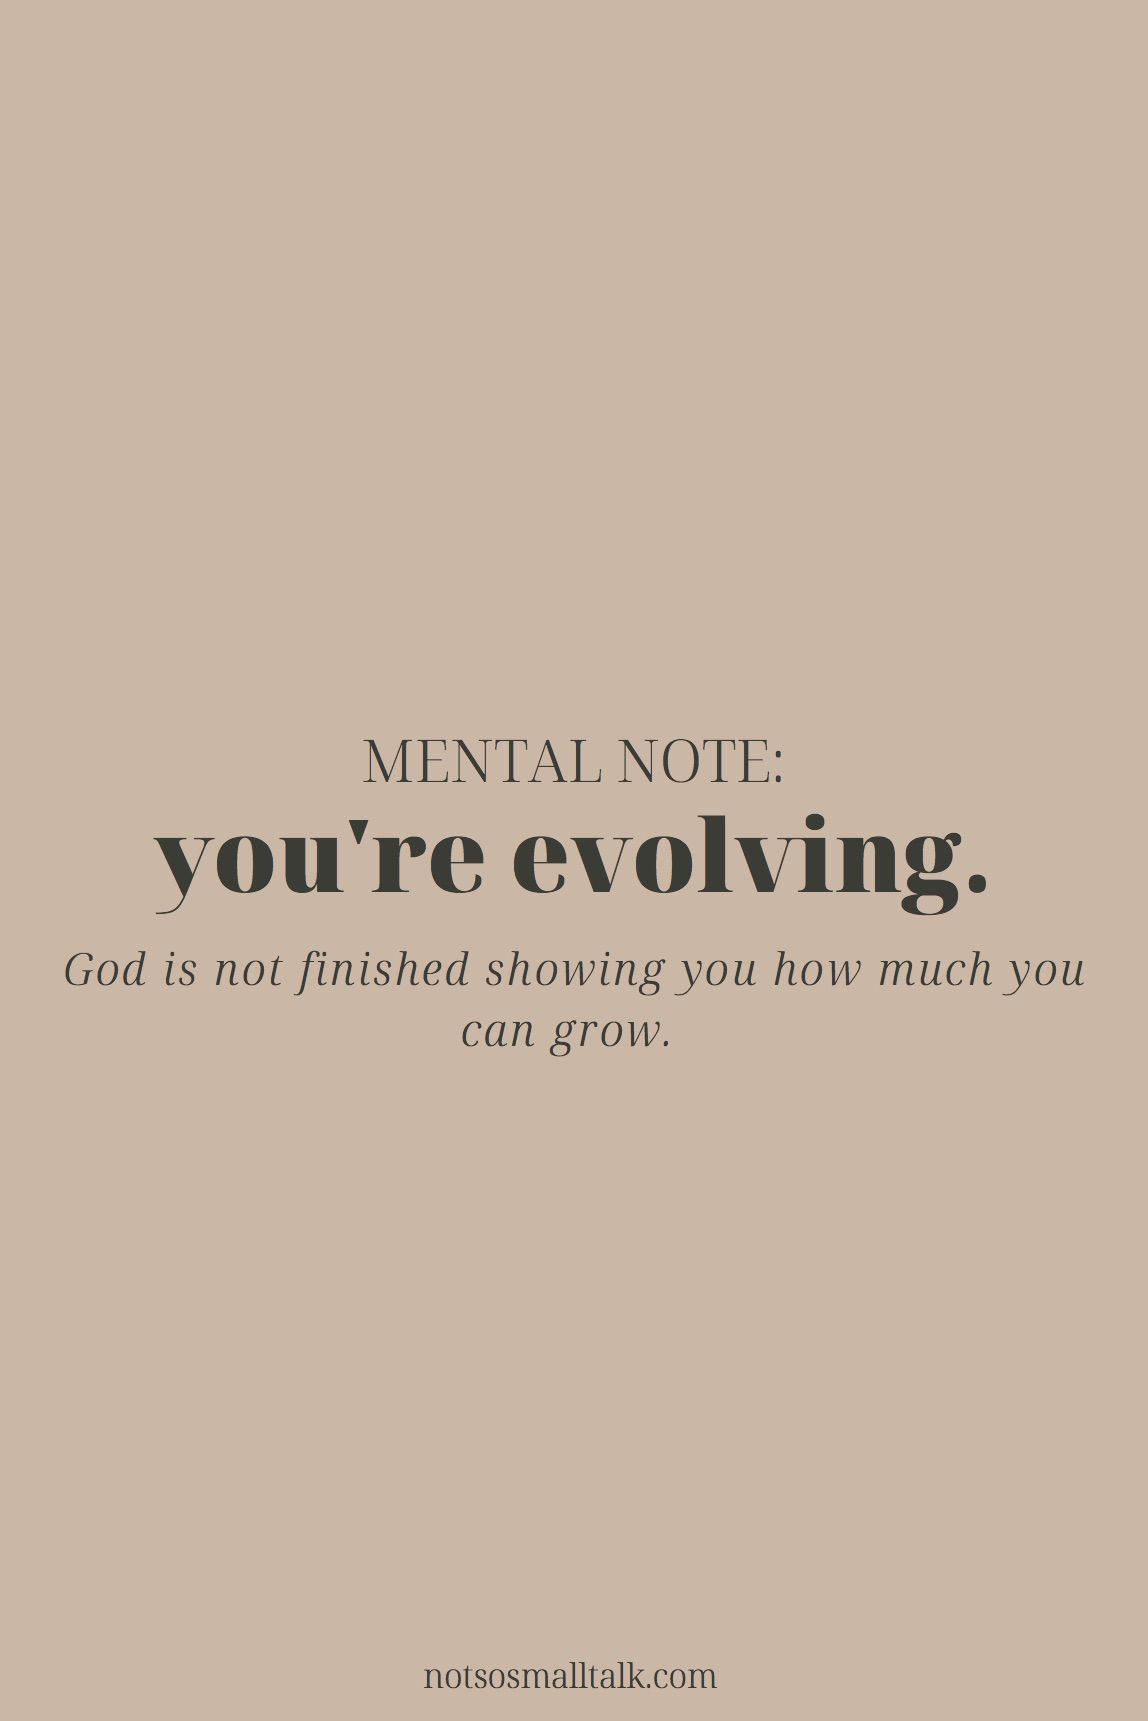 MENTAL NOTE:
you're evolving.
God is not finished showing you how much you
can grow.
notsosmalltalk.com